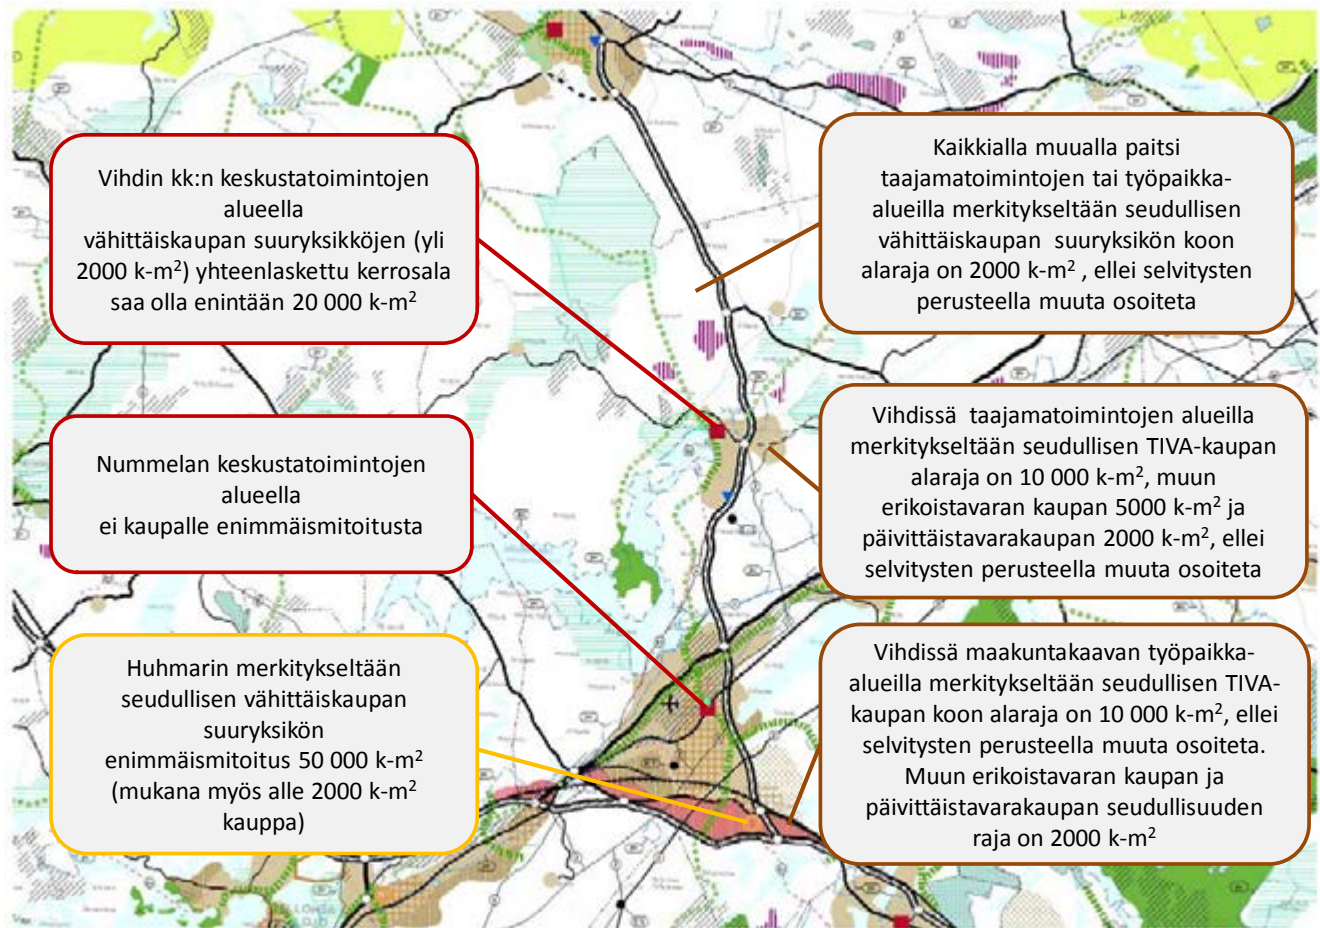 Vihdin kk:n keskustatoimintojen
alueella
vähittäiskaupan suuryksikköjen (yli
2000 k-m²) yhteenlaskettu kerrosala
saa olla enintään 20 000 k-m²
Nummelan keskustatoimintojen
alueella
ei kaupalle enimmäismitoitusta
Huhmarin merkitykseltään
seudullisen vähittäiskaupan
suuryksikön
enimmäismitoitus 50 000 k-m²
(mukana myös alle 2000 k-m²
kauppa)
Kaikkialla muualla paitsi
taajamatoimintojen tai työpaikka-
alueilla merkitykseltään seudullisen
vähittäiskaupan suuryksikön koon
alaraja on 2000 k-m² , ellei selvitysten
perusteella muuta osoiteta
Vihdissä taajamatoimintojen alueilla
merkitykseltään seudullisen TIVA-kaupan
alaraja on 10 000 k-m², muun
erikoistavaran kaupan 5000 k-m² ja
päivittäistavarakaupan 2000 k-m², ellei
selvitysten perusteella muuta osoiteta
Vihdissä maakuntakaavan työpaikka-
alueilla merkitykseltään seudullisen TIVA-
kaupan koon alaraja on 10 000 k-m², ellei
selvitysten perusteella muuta osoiteta.
Muun erikoistavaran kaupan ja
päivittäistavarakaupan seudullisuuden
raja on 2000 k-m²